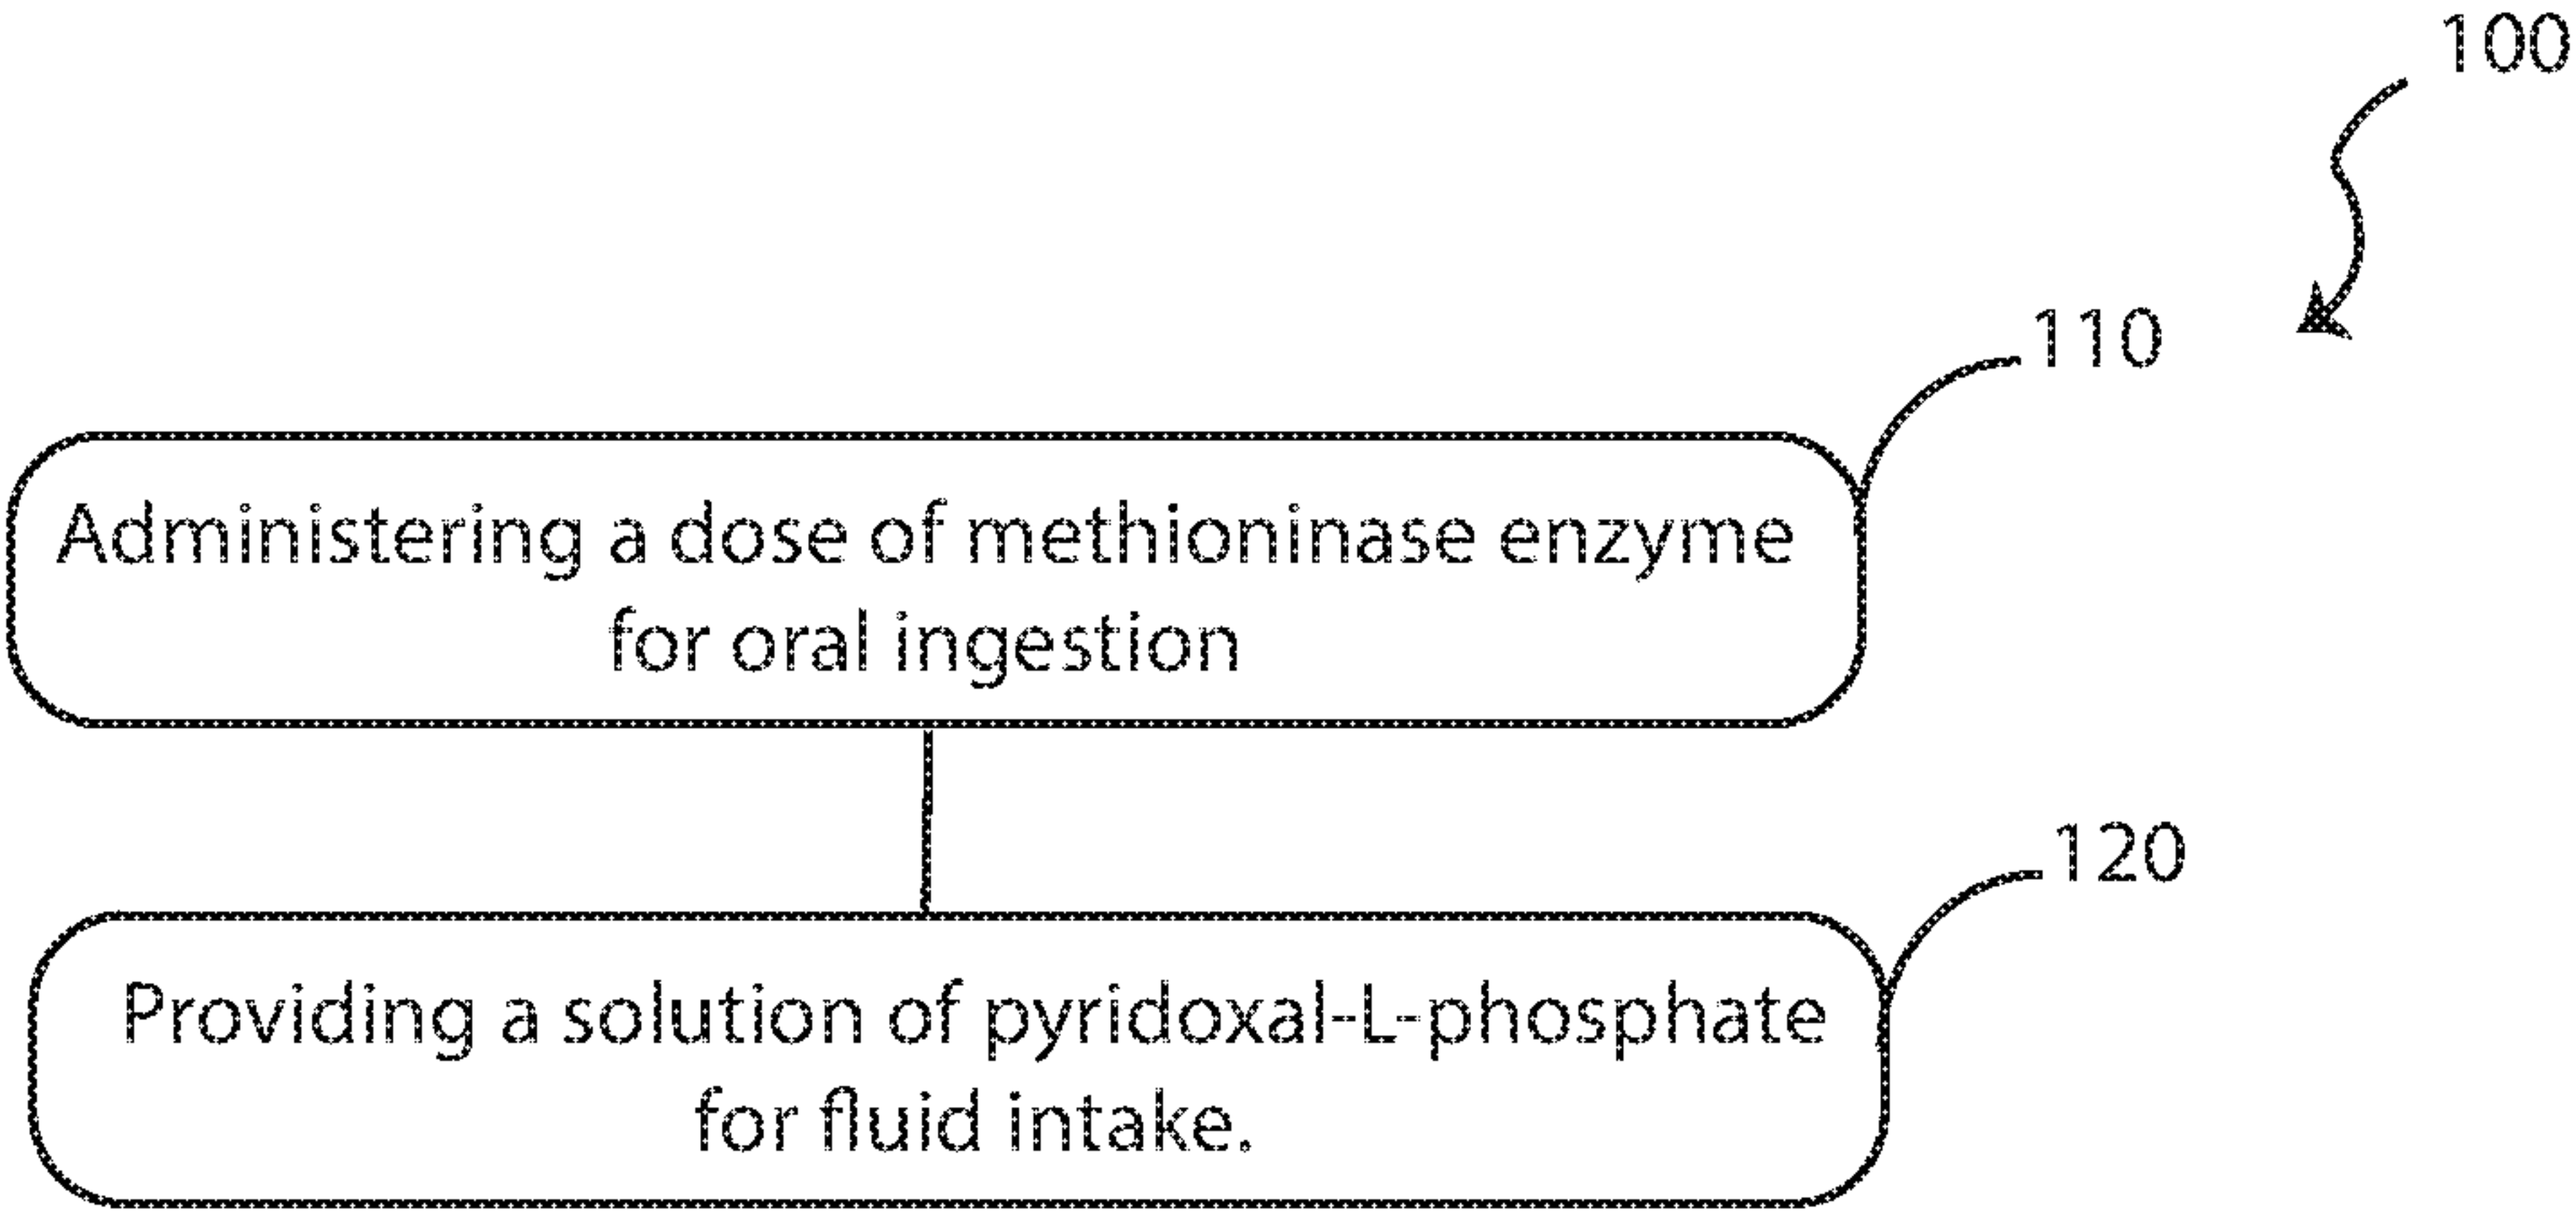 100
110
Administering a dose of methioninase enzyme
for oral ingestion
120
Providing a solution of pyridoxal-L-phosphate
for fluid intake.